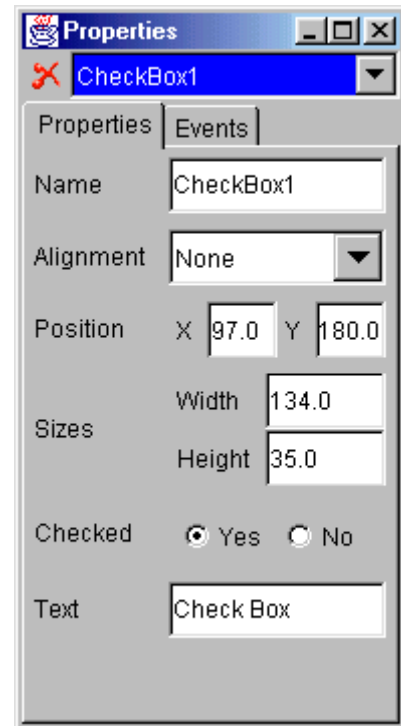 Properties
CheckBox1
Properties Events
Name CheckBox1
Alignment None
Position X 97.0 Y 180.0
Width 134.0
Sizes
Height 35.0
Checked Yes No
Text Check Box